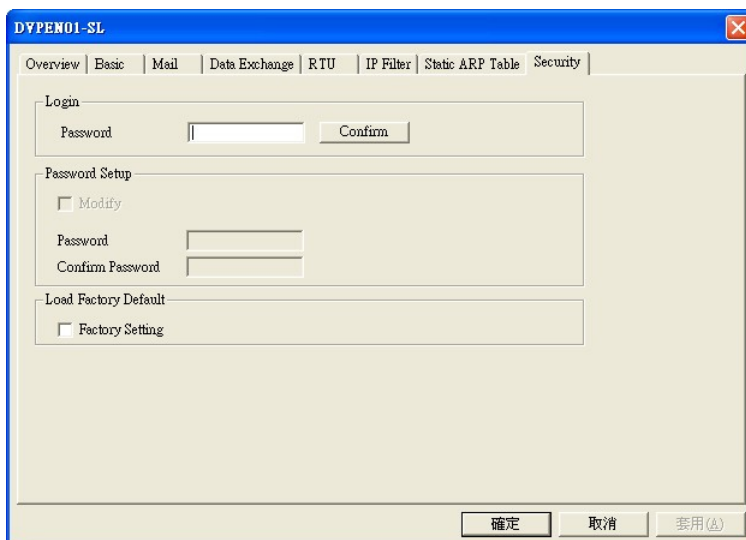 DVPEN01-SL
Overview Basic Mail Data Exchange RTU IP Filter Static ARP Table Security
Login
Password Confirm
Password Setup
Modify
Password
Confirm Password
Load Factory Default
Factory Setting
確定 取消 套用(A)